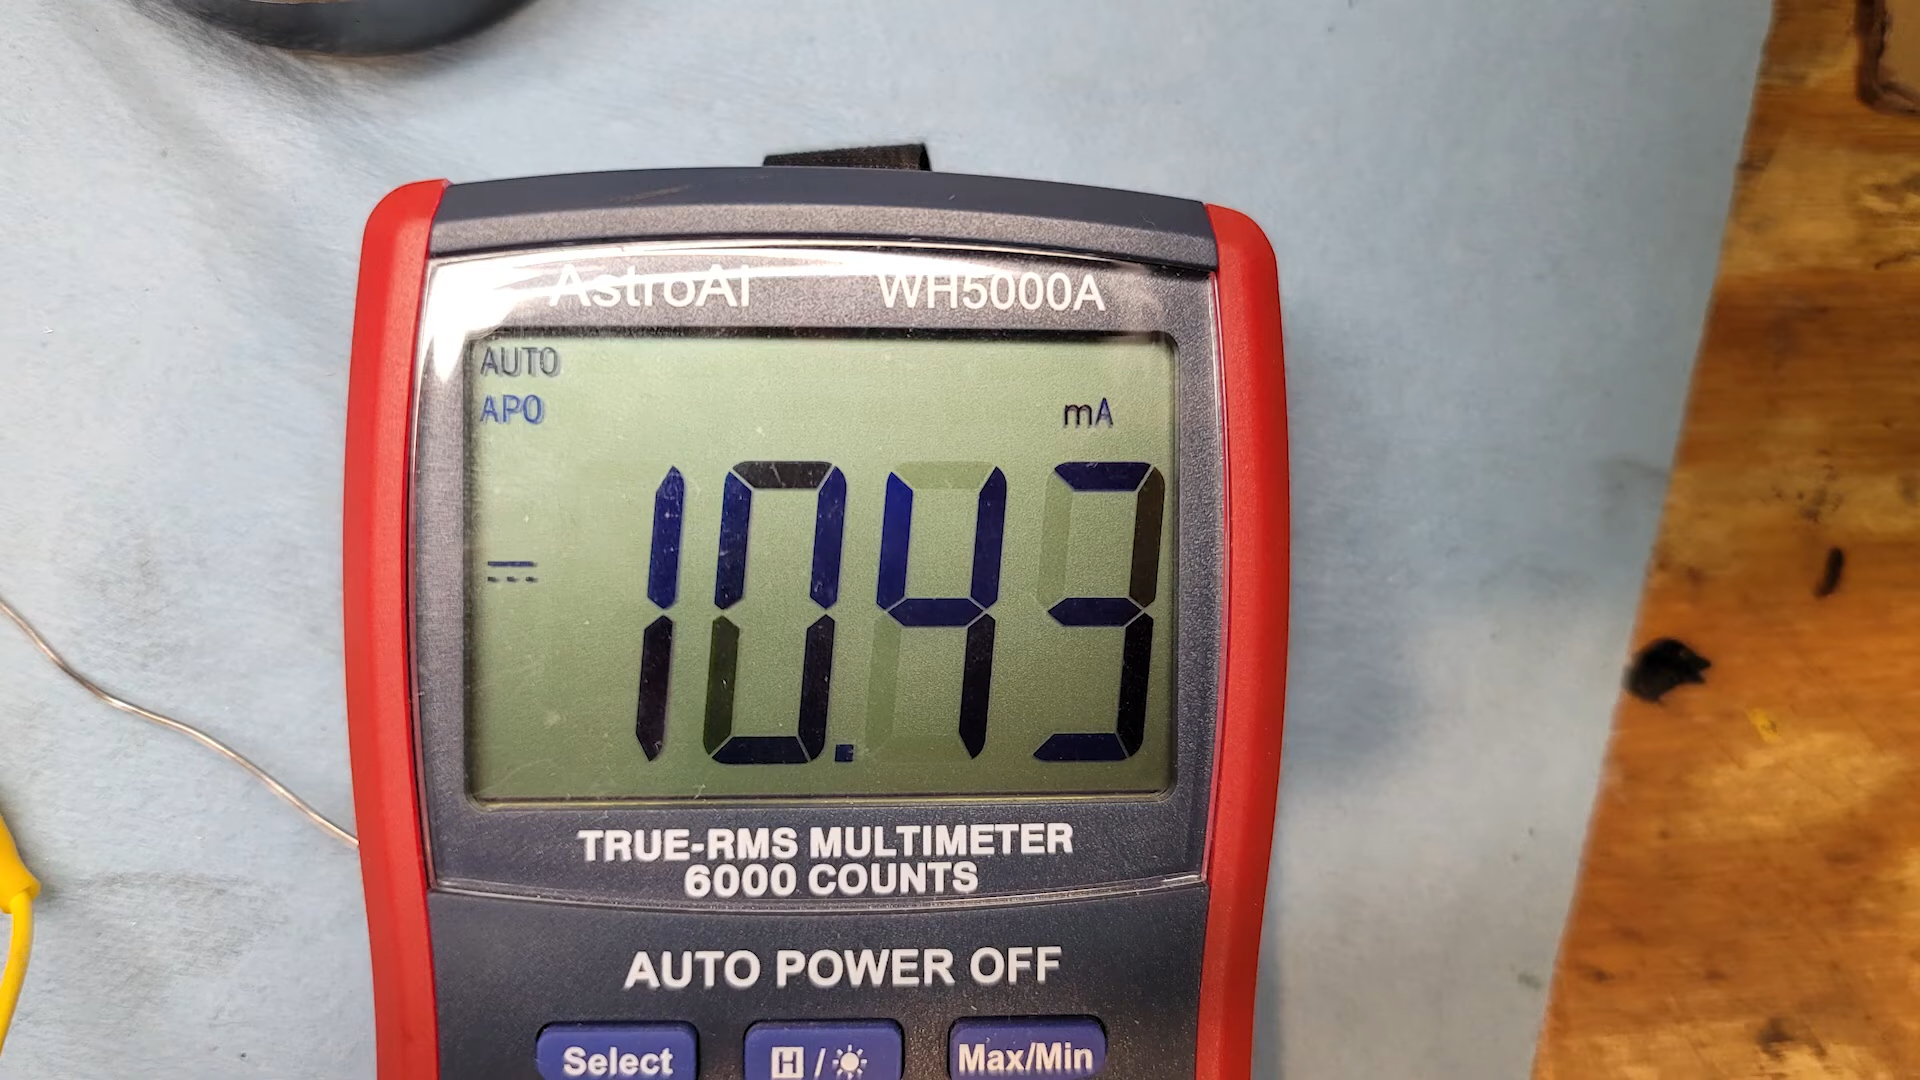 AstroAI WH5000A
AUTO
APO
mA
10.43
TRUE-RMS MULTIMETER
6000 COUNTS
AUTO POWER OFF
Select H/☀ Max/Min